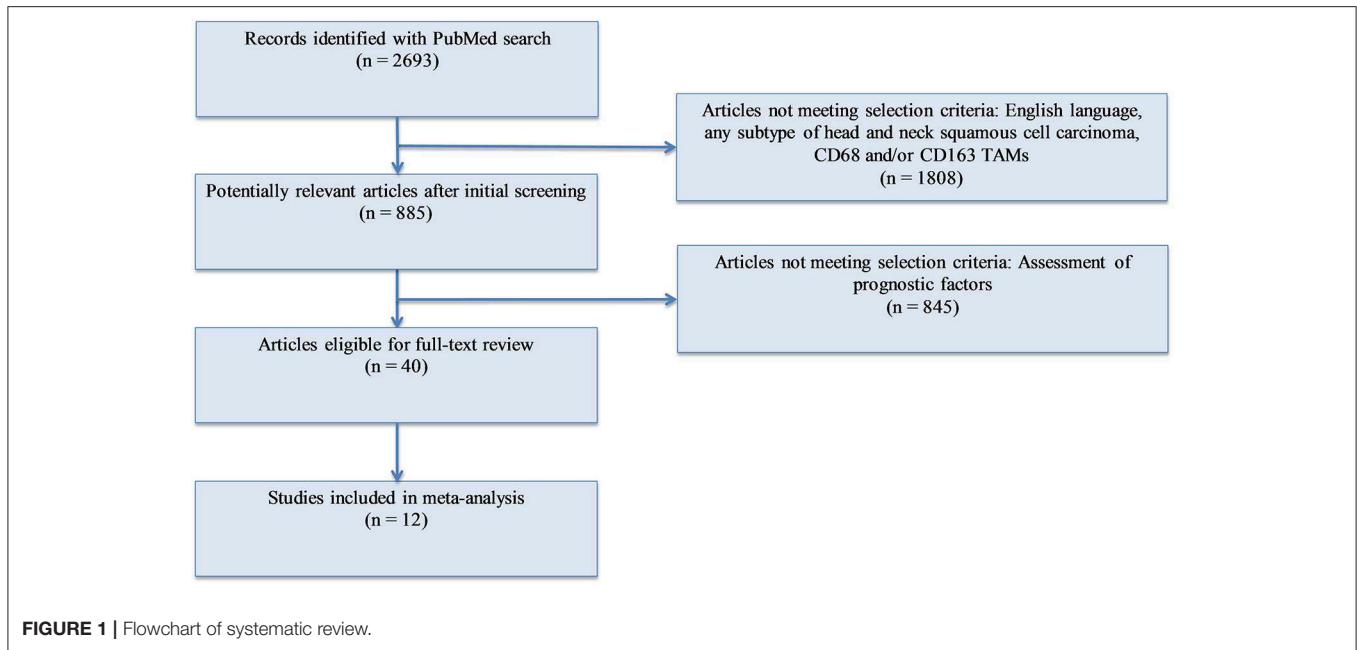 Records identified with PubMed search
(n = 2693)
Articles not meeting selection criteria: English language,
any subtype of head and neck squamous cell carcinoma,
CD68 and/or CD163 TAMs
(n = 1808)
Potentially relevant articles after initial screening
(n = 885)
Articles not meeting selection criteria: Assessment of
prognostic factors
(n = 845)
Articles eligible for full-text review
(n = 40)
Studies included in meta-analysis
(n = 12)
FIGURE 1 | Flowchart of systematic review.